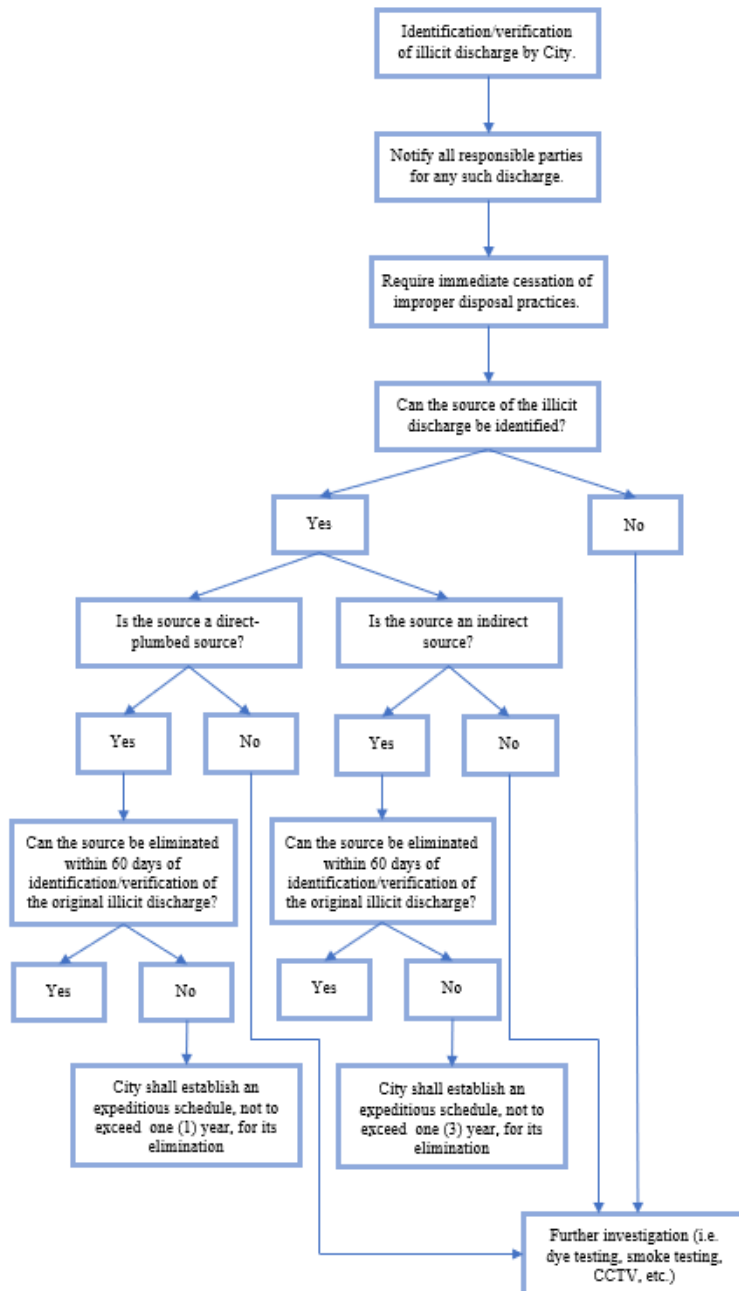 Identification/verification
of illicit discharge by City.
Notify all responsible parties
for any such discharge.
Require immediate cessation of
improper disposal practices.
Can the source of the illicit
discharge be identified?
Yes
No
Is the source a direct-
plumbed source?
Is the source an indirect
source?
Yes
No
Yes
No
Can the source be eliminated
within 60 days of
identification/verification of
the original illicit discharge?
Can the source be eliminated
within 60 days of
identification/verification of
the original illicit discharge?
Yes
No
Yes
No
City shall establish an
expeditious schedule, not to
exceed one (1) year, for its
elimination
City shall establish an
expeditious schedule, not to
exceed one (3) year, for its
elimination
Further investigation (i.e.
dye testing, smoke testing,
CCTV, etc.)